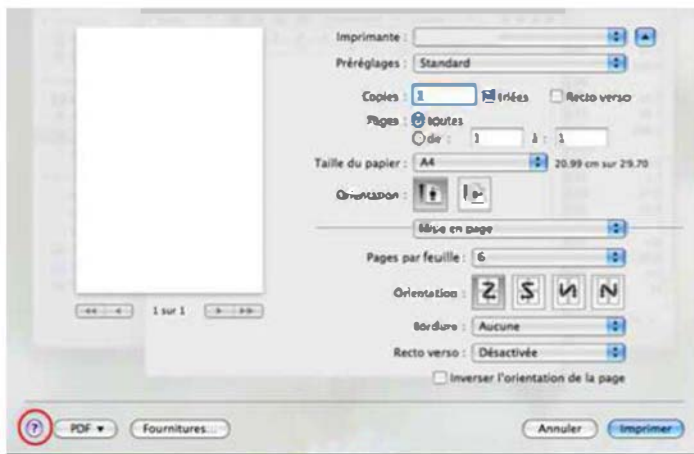 Imprimante :
Préréglages : Standard
Copies : 1 Triées Recto verso
Pages : Toutes
de : 1 à : 1
Taille du papier : A4 20.99 cm sur 29.70
Orientation :
Mise en page
Pages par feuille : 6
Orientation :
1 sur 1
Bordure : Aucune
Recto verso : Désactivée
Inverser l'orientation de la page
? PDF Fournitures... Annuler Imprimer